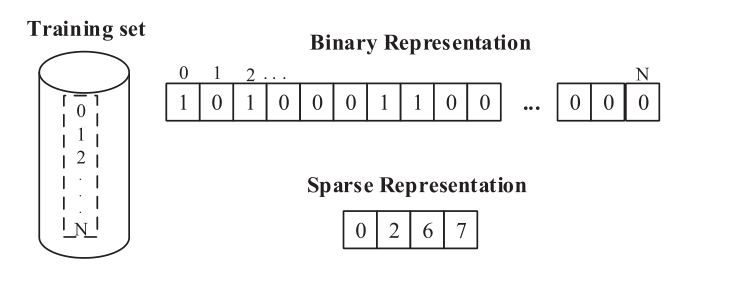 Training set
0
1
2
.
.
.
N
Binary Representation
0 1 2 ... N
1 0 1 0 0 0 1 1 0 0 ... 0 0 0
Sparse Representation
0 2 6 7